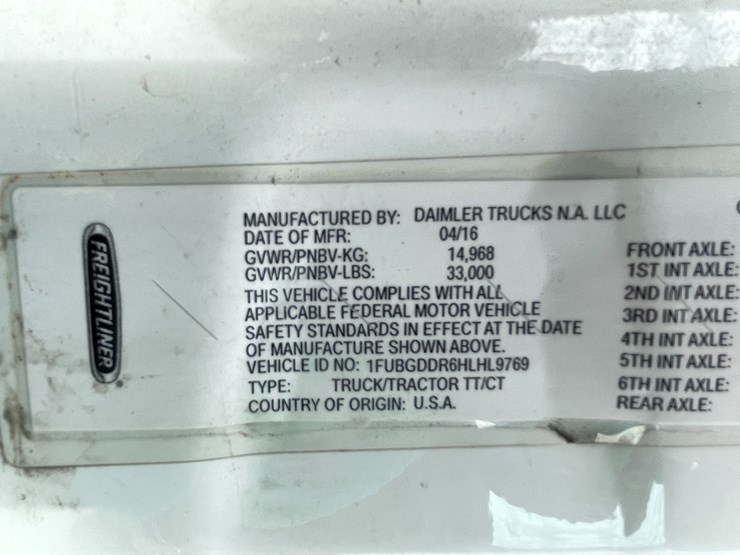 FREIGHTLINER
MANUFACTURED BY: DAIMLER TRUCKS N.A. LLC
DATE OF MFR: 04/16
GVWR/PNBV-KG: 14,968
GVWR/PNBV-LBS: 33,000
THIS VEHICLE COMPLIES WITH ALL
APPLICABLE FEDERAL MOTOR VEHICLE
SAFETY STANDARDS IN EFFECT AT THE DATE
OF MANUFACTURE SHOWN ABOVE.
VEHICLE ID NO: 1FUBGDDR6HLHL9769
TYPE: TRUCK/TRACTOR TT/CT
COUNTRY OF ORIGIN: U.S.A.
FRONT AXLE:
1ST INT AXLE:
2ND INT AXLE:
3RD INT AXLE:
4TH INT AXLE:
5TH INT AXLE:
6TH INT AXLE:
REAR AXLE: